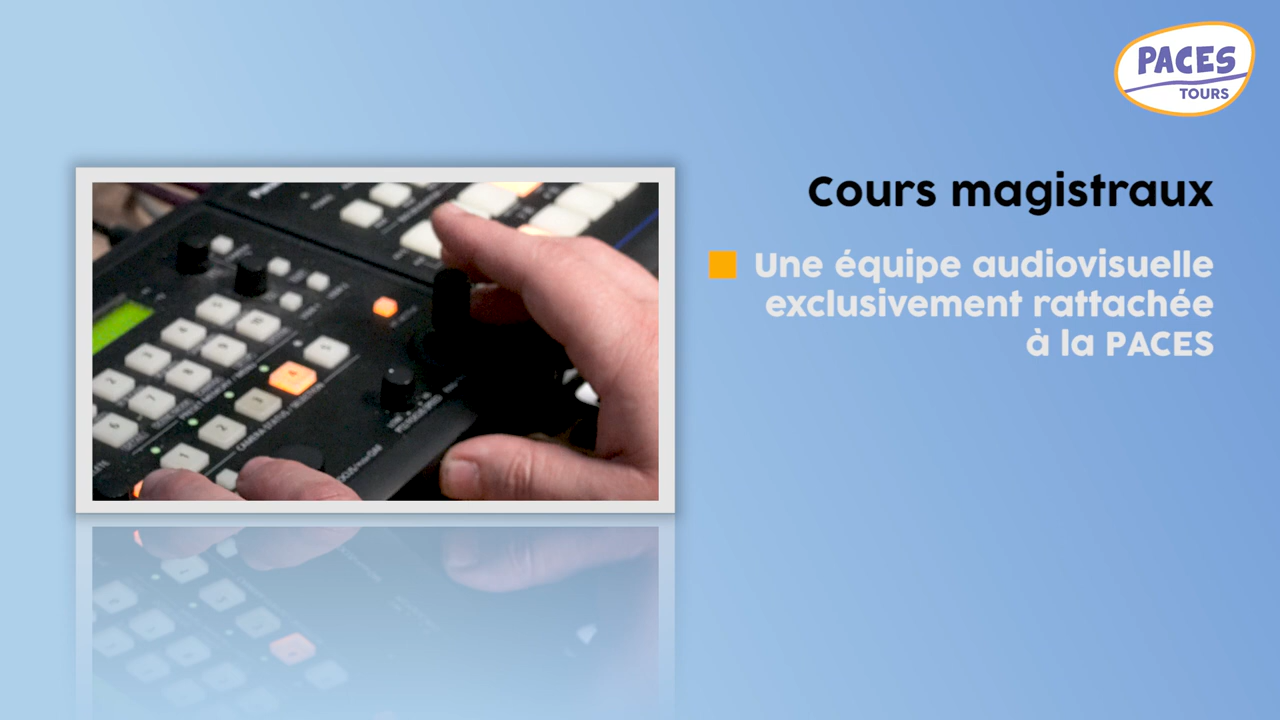 PACES
TOURS
Cours magistraux
Une équipe audiovisuelle
exclusivement rattachée
à la PACES